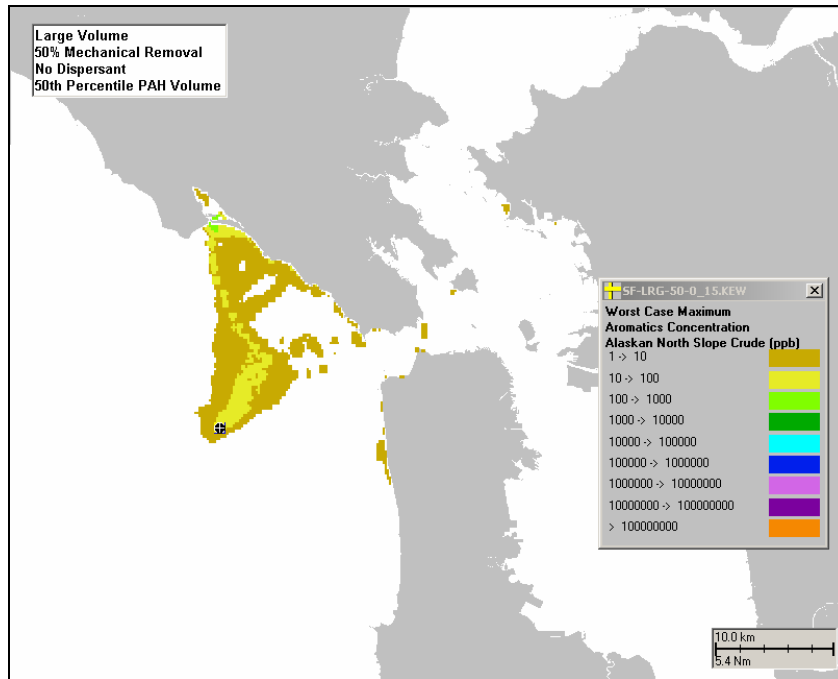 Large Volume
50% Mechanical Removal
No Dispersant
50th Percentile PAH Volume
SF-LRG-50-0_15.KEW
Worst Case Maximum
Aromatics Concentration
Alaskan North Slope Crude (ppb)
1 -> 10
10 -> 100
100 -> 1000
1000 -> 10000
10000 -> 100000
100000 -> 1000000
1000000 -> 10000000
10000000 -> 100000000
> 100000000
10.0 km
5.4 Nm